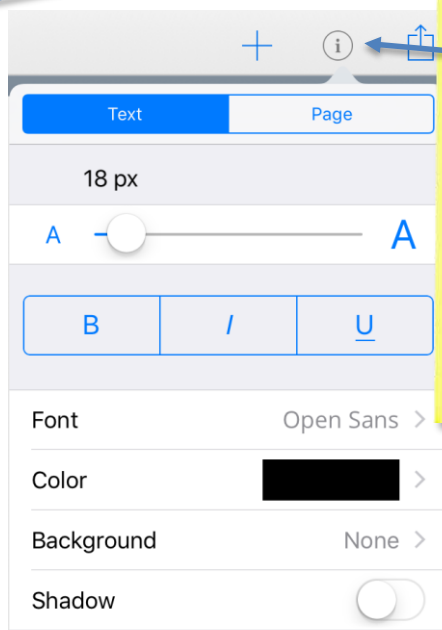 i
Text Page
18 px
A A
B I U
Font Open Sans
Color
Background None
Shadow